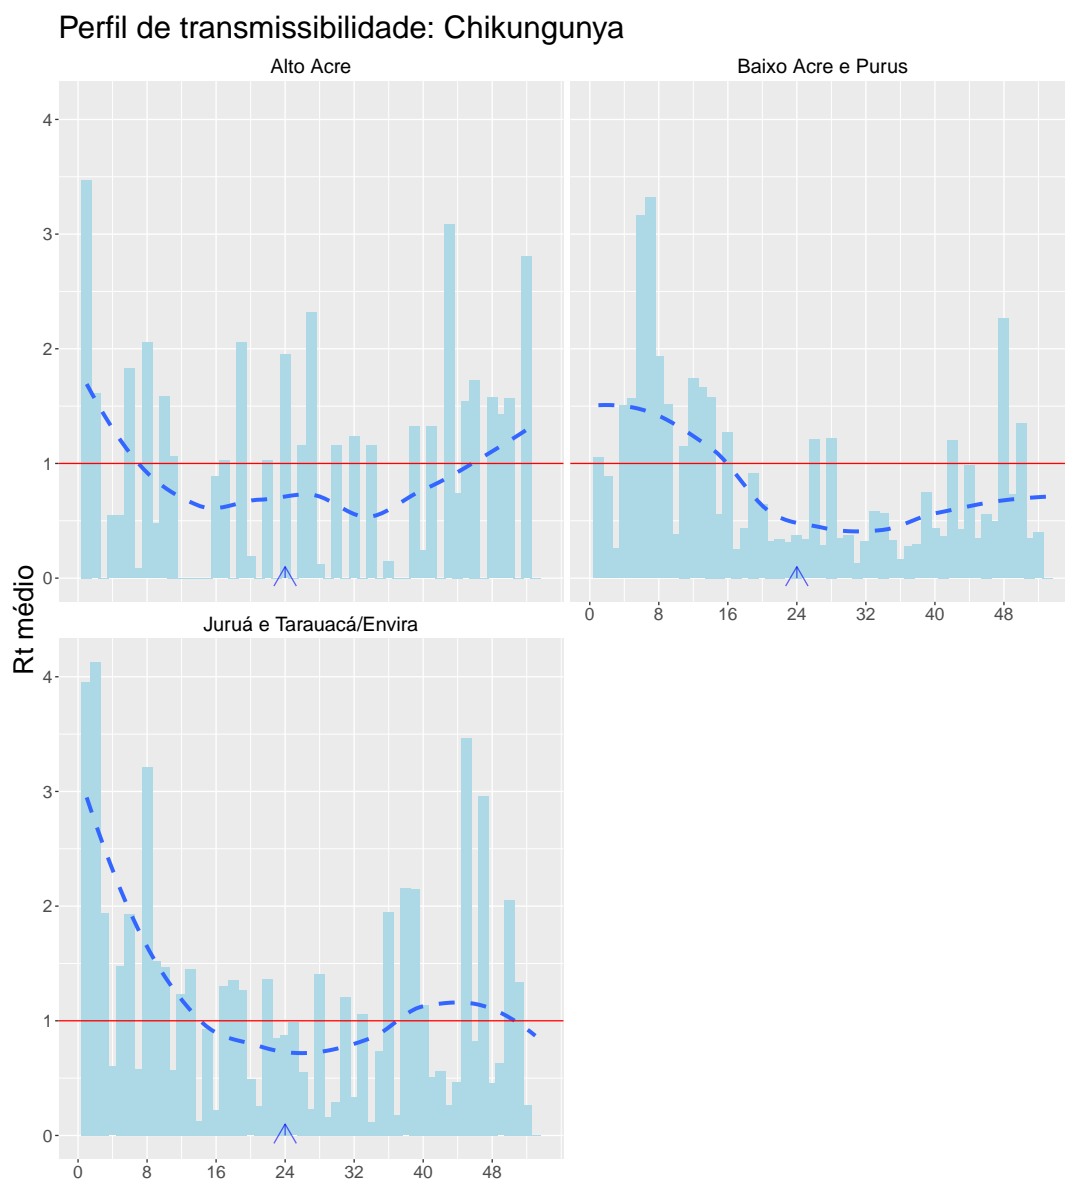 Perfil de transmissibilidade: Chikungunya
Alto Acre
Baixo Acre e Purus
4
3
2
1
0
0 8 16 24 32 40 48
Rt médio
Juruá e Tarauacá/Envira
4
3
2
1
0
0 8 16 24 32 40 48